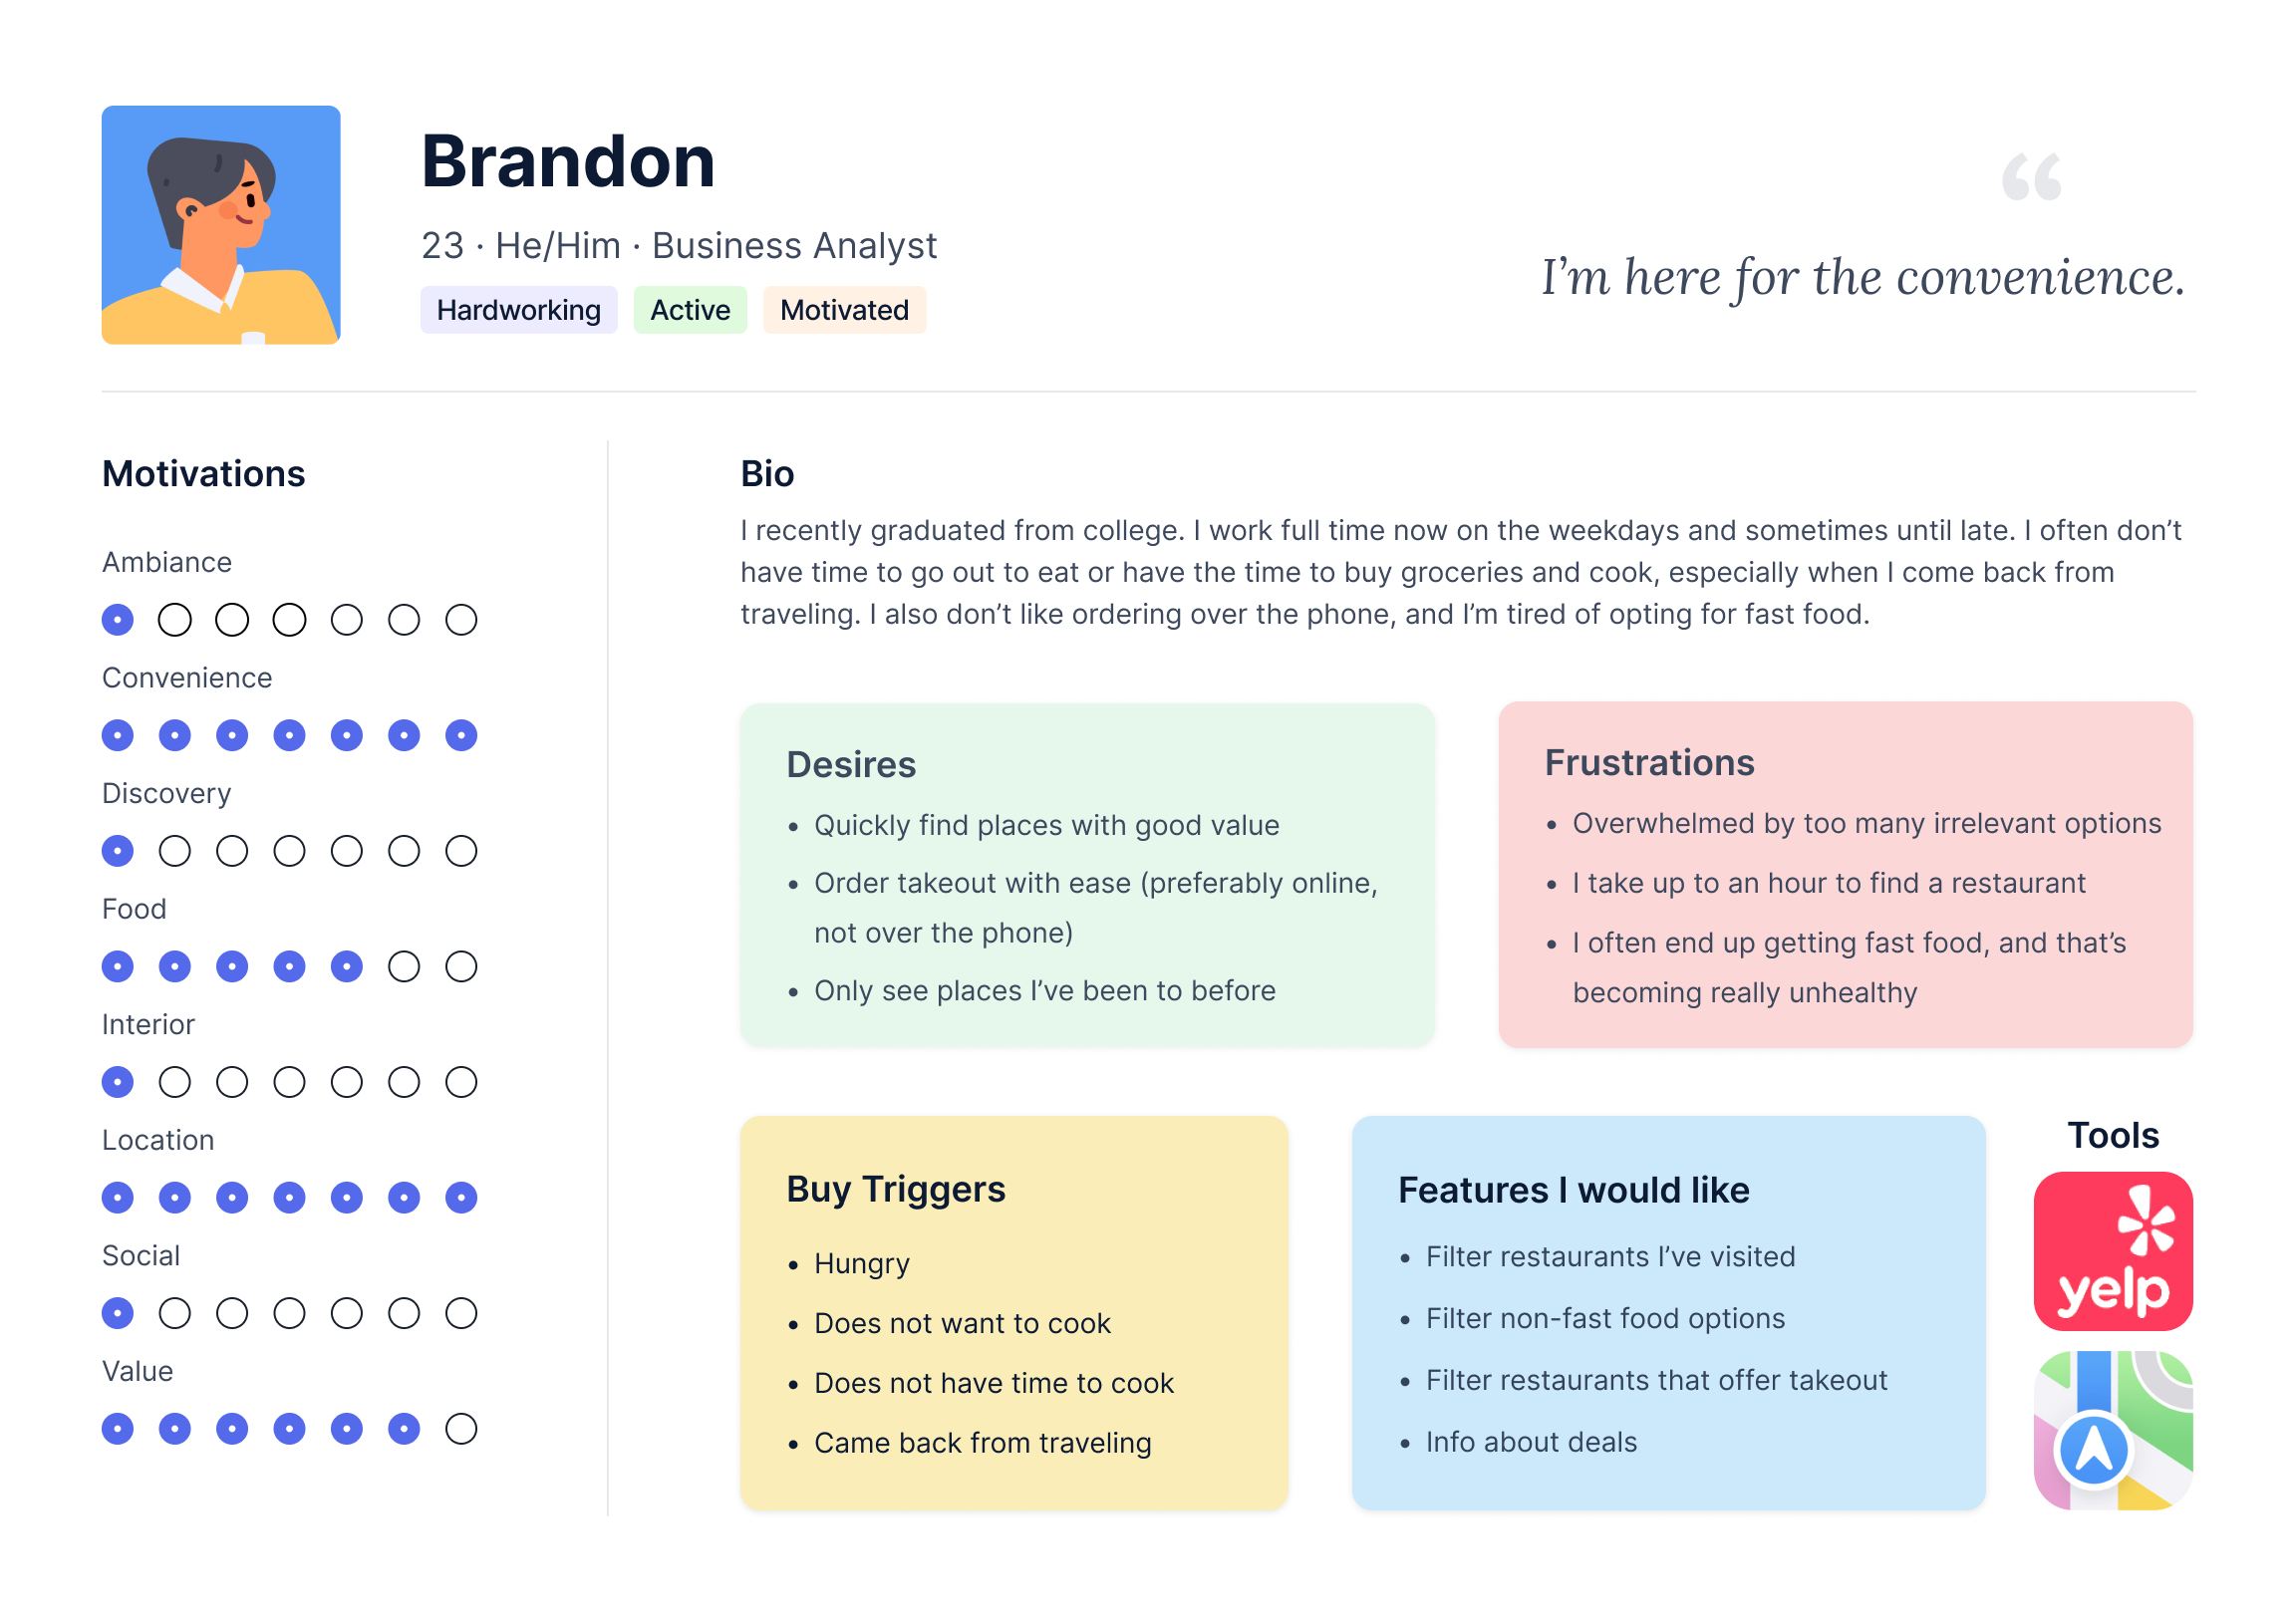 Brandon
23 · He/Him · Business Analyst
Hardworking Active Motivated
“
I’m here for the convenience.
Motivations
Ambiance
Convenience
Discovery
Food
Interior
Location
Social
Value
Bio
I recently graduated from college. I work full time now on the weekdays and sometimes until late. I often don’t
have time to go out to eat or have the time to buy groceries and cook, especially when I come back from
traveling. I also don’t like ordering over the phone, and I’m tired of opting for fast food.
Desires
• Quickly find places with good value
• Order takeout with ease (preferably online,
not over the phone)
• Only see places I’ve been to before
Frustrations
• Overwhelmed by too many irrelevant options
• I take up to an hour to find a restaurant
• I often end up getting fast food, and that’s
becoming really unhealthy
Buy Triggers
• Hungry
• Does not want to cook
• Does not have time to cook
• Came back from traveling
Features I would like
• Filter restaurants I’ve visited
• Filter non-fast food options
• Filter restaurants that offer takeout
• Info about deals
Tools
yelp